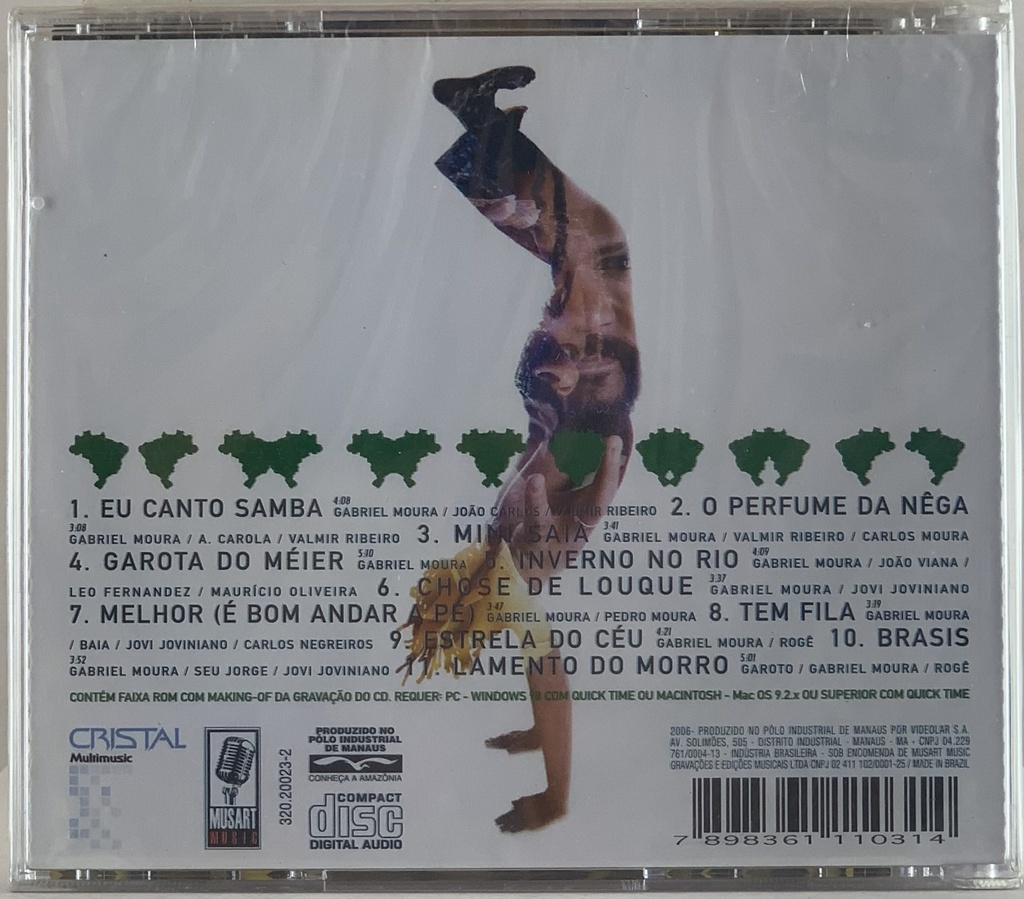 1. EU CANTO SAMBA 4:08 GABRIEL MOURA / JOÃO CARLOS / VALMIR RIBEIRO 2. O PERFUME DA NÊGA
3:08 GABRIEL MOURA / A. CAROLA / VALMIR RIBEIRO 3. MINI SAIA 3:41 GABRIEL MOURA / VALMIR RIBEIRO / CARLOS MOURA
4. GAROTA DO MÉIER 5:10 GABRIEL MOURA 5. INVERNO NO RIO 4:09 GABRIEL MOURA / JOÃO VIANA /
LEO FERNANDEZ / MAURÍCIO OLIVEIRA 6. CHOSE DE LOUQUE 3:37 GABRIEL MOURA / JOVI JOVINIANO
7. MELHOR (É BOM ANDAR A PÉ) 3:47 GABRIEL MOURA / PEDRO MOURA 8. TEM FILA 3:19 GABRIEL MOURA
/ BAIA / JOVI JOVINIANO / CARLOS NEGREIROS 9. ESTRELA DO CÉU 4:21 GABRIEL MOURA / ROGÊ 10. BRASIS
3:52 GABRIEL MOURA / SEU JORGE / JOVI JOVINIANO 11. LAMENTO DO MORRO 5:01 GAROTO / GABRIEL MOURA / ROGÊ
CONTÉM FAIXA ROM COM MAKING-OF DA GRAVAÇÃO DO CD. REQUER: PC - WINDOWS 98 COM QUICK TIME OU MACINTOSH - Mac OS 9.2.x OU SUPERIOR COM QUICK TIME
CRISTAL
Multimusic
MUSART
MUSIC
320.20023-2
PRODUZIDO NO
PÓLO INDUSTRIAL
DE MANAUS
CONHEÇA A AMAZÔNIA
COMPACT
disc
DIGITAL AUDIO
2006- PRODUZIDO NO PÓLO INDUSTRIAL DE MANAUS POR VIDEOLAR S.A.
AV. SOLIMÕES, 505 - DISTRITO INDUSTRIAL - MANAUS - MA - CNPJ 04.229
761/0004-13 - INDÚSTRIA BRASILEIRA - SOB ENCOMENDA DE MUSART MUSIC
GRAVAÇÕES E EDIÇÕES MUSICAIS LTDA CNPJ 02 411 102/0001-25 / MADE IN BRAZIL
7 898361 110314